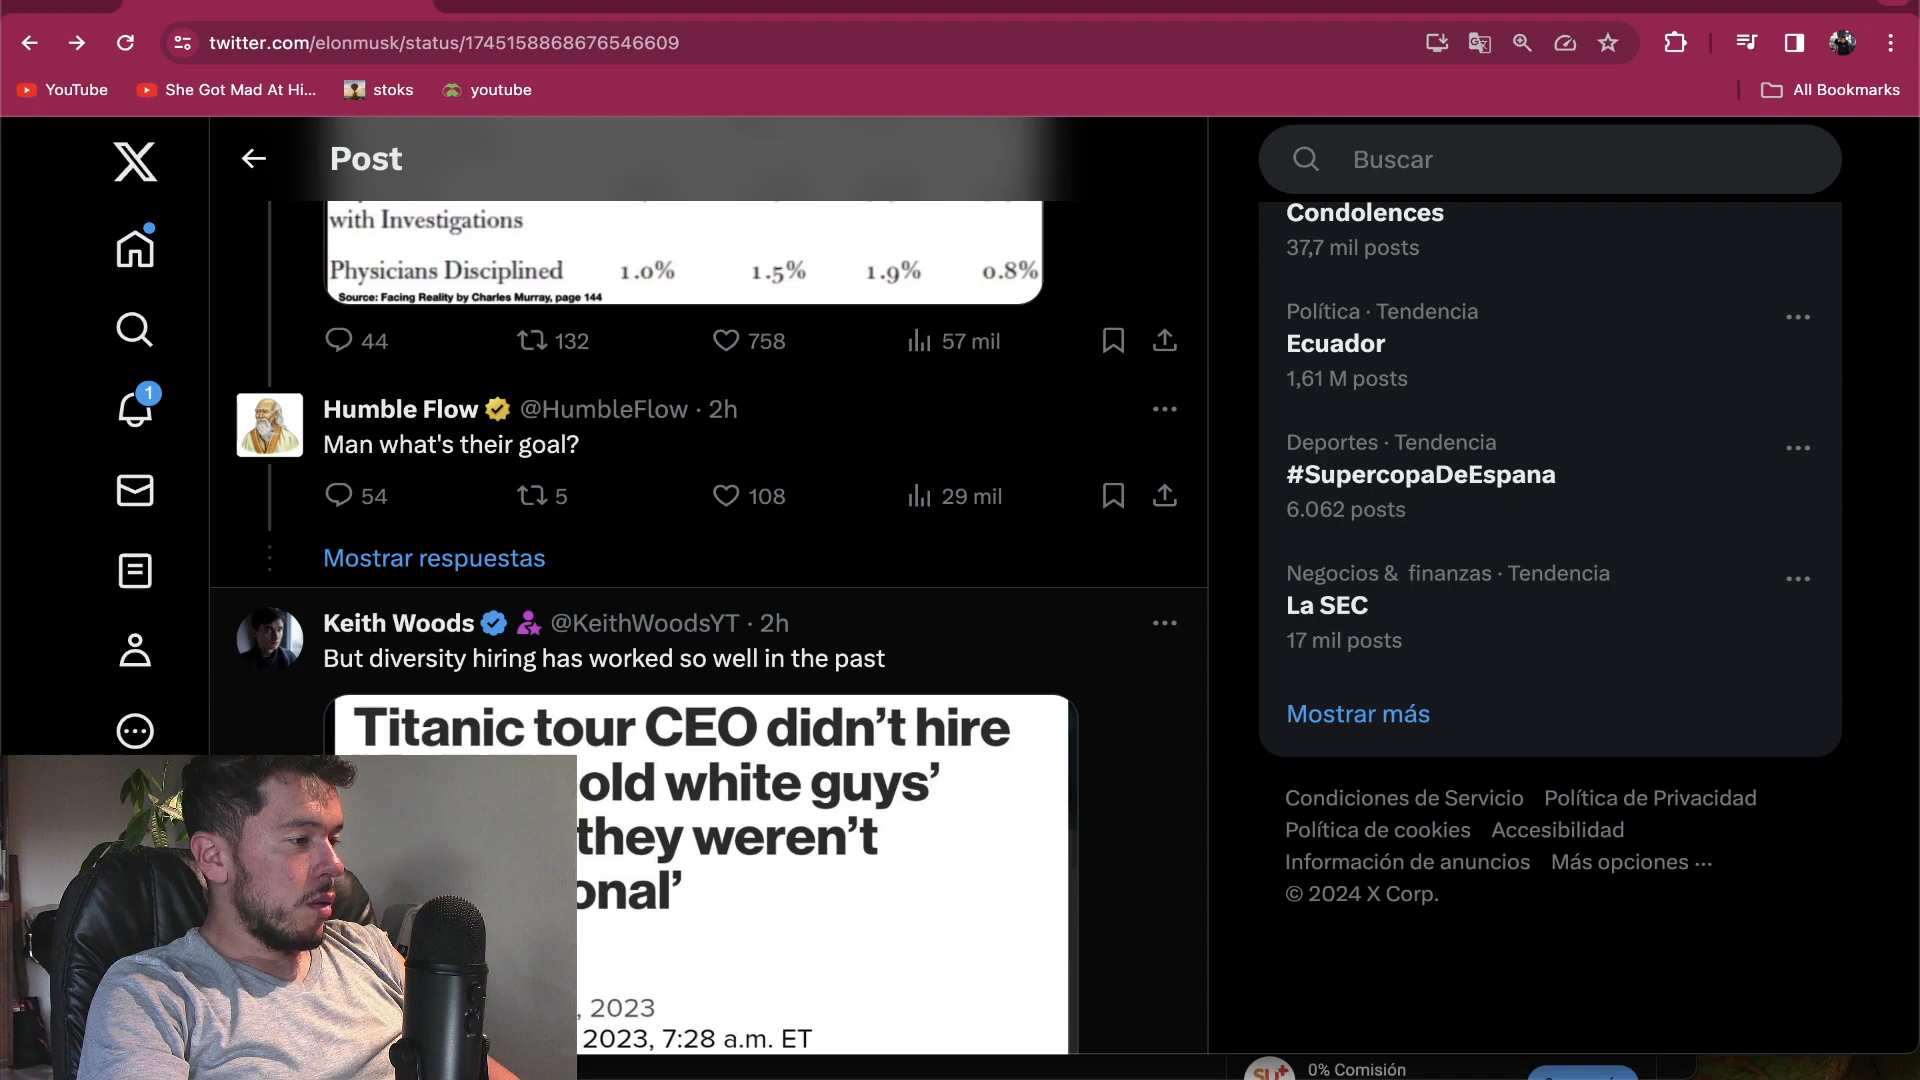 twitter.com/elonmusk/status/1745158868676546609
YouTube
She Got Mad At Hi...
stoks
youtube
All Bookmarks
Post
with Investigations
Physicians Disciplined 1.0% 1.5% 1.9% 0.8%
Source: Facing Reality by Charles Murray, page 144
44 132 758 57 mil
1
Humble Flow @HumbleFlow · 2h
Man what's their goal?
54 5 108 29 mil
Mostrar respuestas
Keith Woods @KeithWoodsYT · 2h
But diversity hiring has worked so well in the past
Titanic tour CEO didn't hire
old white guys'
they weren't
onal'
, 2023
2023, 7:28 a.m. ET
Buscar
Condolences
37,7 mil posts
Política · Tendencia
Ecuador
1,61 M posts
Deportes · Tendencia
#SupercopaDeEspana
6.062 posts
Negocios & finanzas · Tendencia
La SEC
17 mil posts
Mostrar más
Condiciones de Servicio Política de Privacidad
Política de cookies Accesibilidad
Información de anuncios Más opciones ···
© 2024 X Corp.
0% Comisión